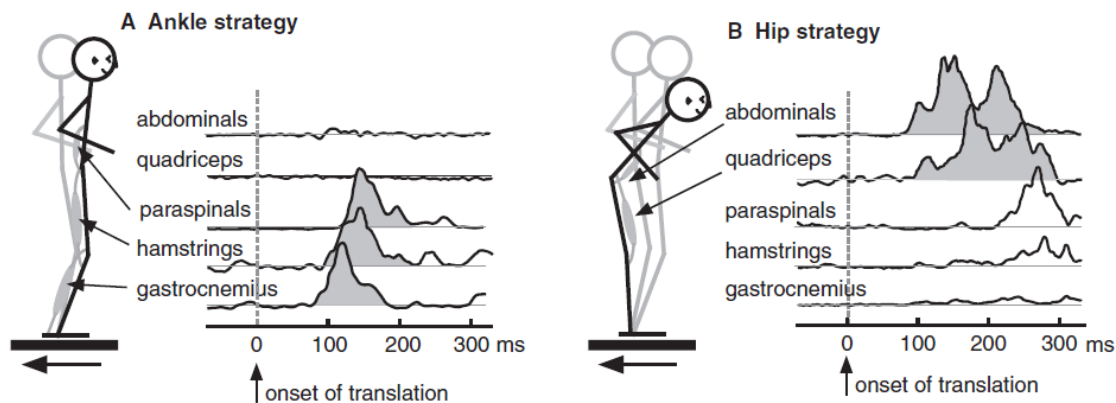 A Ankle strategy
abdominals
quadriceps
paraspinals
hamstrings
gastrocnemius
0 100 200 300 ms
onset of translation
B Hip strategy
abdominals
quadriceps
paraspinals
hamstrings
gastrocnemius
0 100 200 300 ms
onset of translation